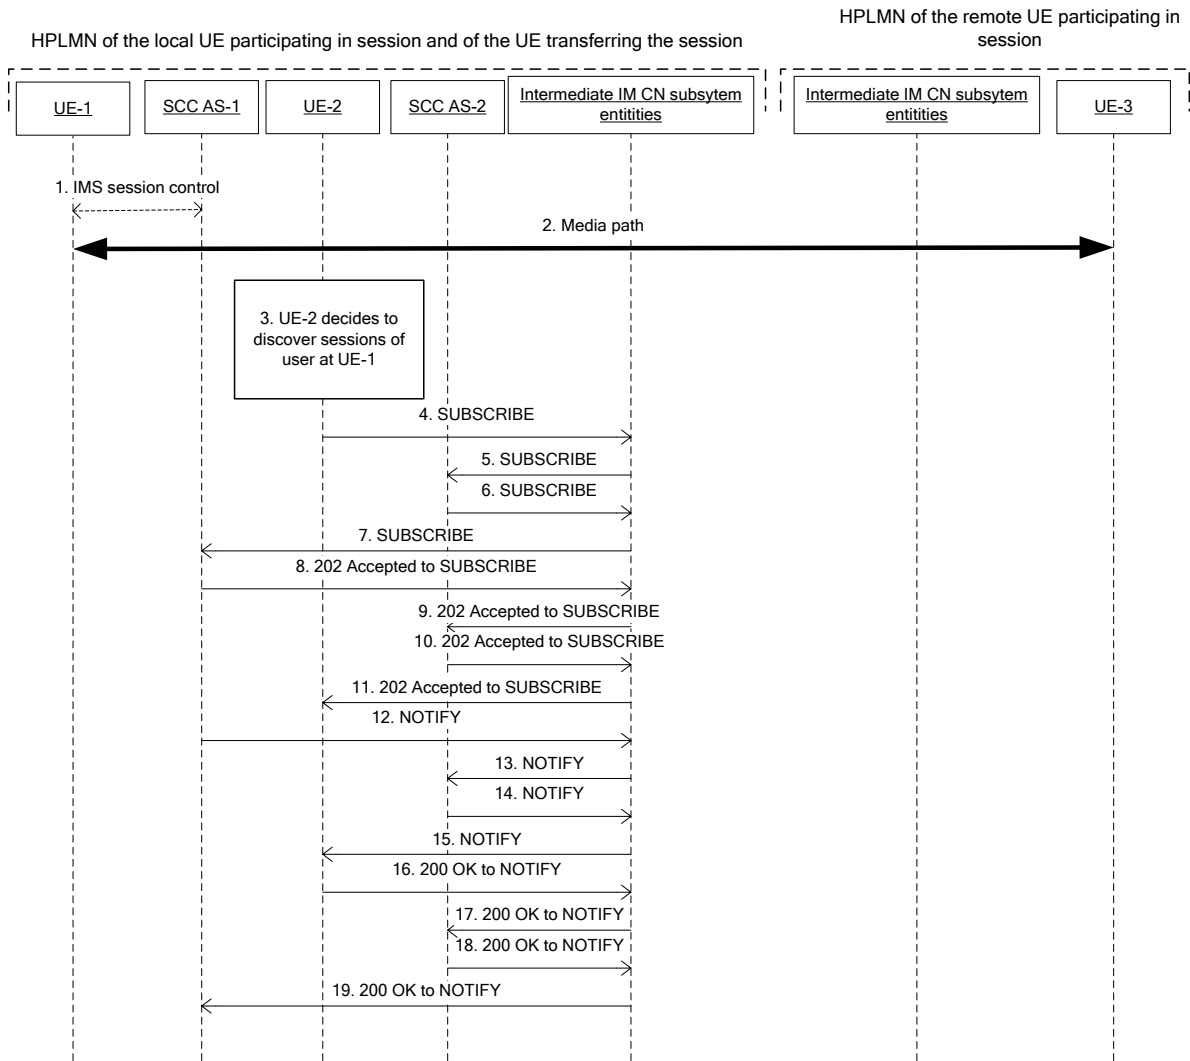 HPLMN of the local UE participating in session and of the UE transferring the session
HPLMN of the remote UE participating in
session
UE-1
SCC AS-1
UE-2
SCC AS-2
Intermediate IM CN subsytem
entitities
Intermediate IM CN subsytem
entitities
UE-3
1. IMS session control
2. Media path
3. UE-2 decides to
discover sessions of
user at UE-1
4. SUBSCRIBE
5. SUBSCRIBE
6. SUBSCRIBE
7. SUBSCRIBE
8. 202 Accepted to SUBSCRIBE
9. 202 Accepted to SUBSCRIBE
10. 202 Accepted to SUBSCRIBE
11. 202 Accepted to SUBSCRIBE
12. NOTIFY
13. NOTIFY
14. NOTIFY
15. NOTIFY
16. 200 OK to NOTIFY
17. 200 OK to NOTIFY
18. 200 OK to NOTIFY
19. 200 OK to NOTIFY